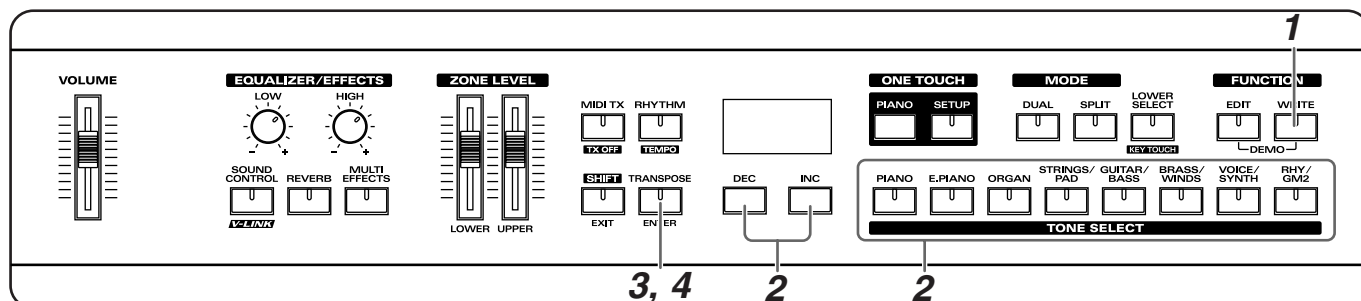 1
VOLUME
EQUALIZER/EFFECTS
LOW
HIGH
- +
- +
SOUND
CONTROL
REVERB
MULTI
EFFECTS
V-LINK
ZONE LEVEL
LOWER UPPER
MIDI TX
RHYTHM
TX OFF
TEMPO
SHIFT
TRANSPOSE
EXIT
ENTER
DEC
INC
ONE TOUCH
PIANO
SETUP
MODE
DUAL
SPLIT
LOWER
SELECT
KEY TOUCH
FUNCTION
EDIT
WRITE
DEMO
PIANO
E.PIANO
ORGAN
STRINGS/
PAD
GUITAR/
BASS
BRASS/
WINDS
VOICE/
SYNTH
RHY/
GM2
TONE SELECT
3, 4
2
2